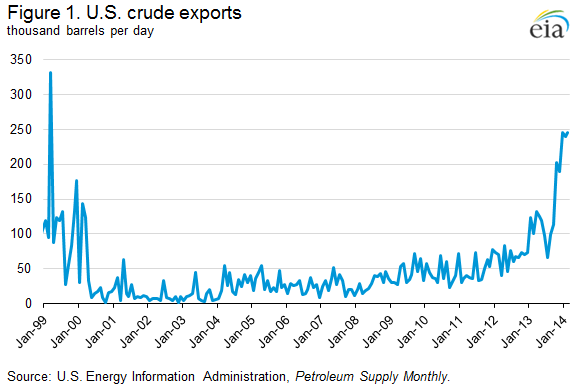 Figure 1. U.S. crude exports
thousand barrels per day
eia
350
300
250
200
150
100
50
0
Jan-99
Jan-00
Jan-01
Jan-02
Jan-03
Jan-04
Jan-05
Jan-06
Jan-07
Jan-08
Jan-09
Jan-10
Jan-11
Jan-12
Jan-13
Jan-14
Source: U.S. Energy Information Administration, Petroleum Supply Monthly.